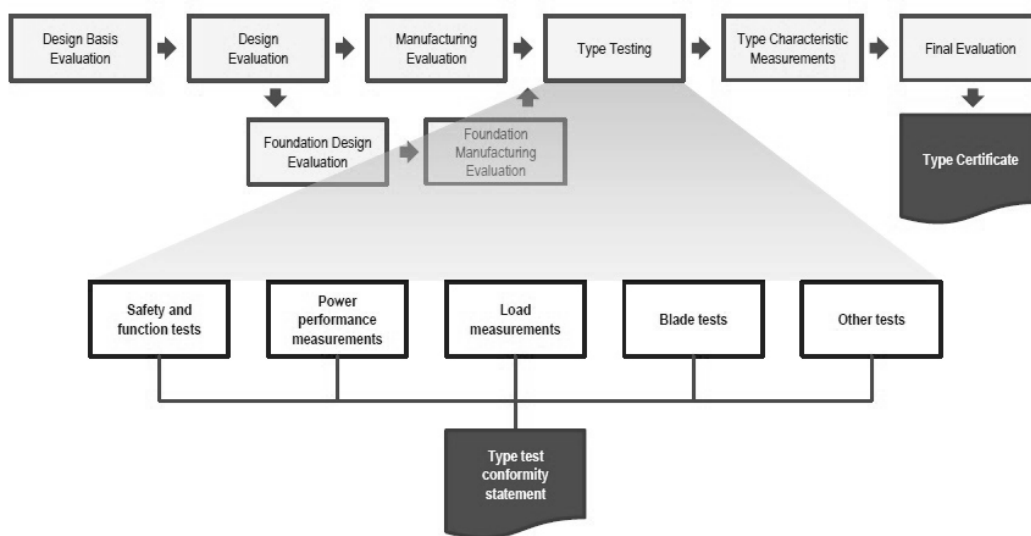 Design Basis
Evaluation
Design
Evaluation
Manufacturing
Evaluation
Type Testing
Type Characteristic
Measurements
Final Evaluation
Foundation Design
Evaluation
Foundation
Manufacturing
Evaluation
Type Certificate
Safety and
function tests
Power
performance
measurements
Load
measurements
Blade tests
Other tests
Type test
conformity
statement